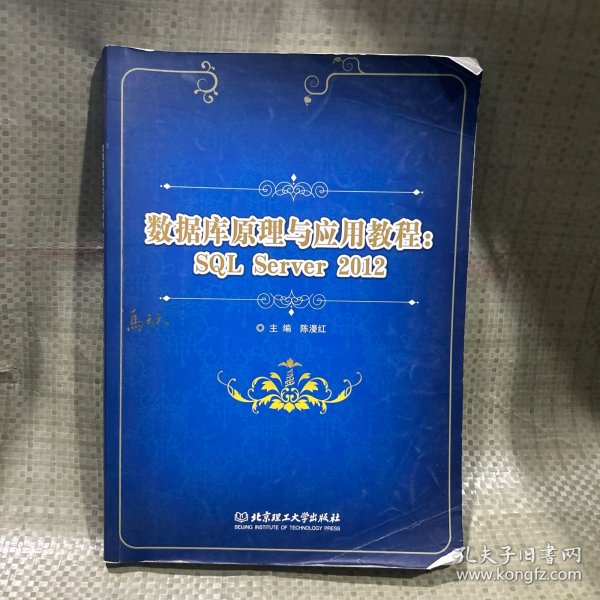 数据库原理与应用教程：
SQL Server 2012
◎主 编 陈漫红
北京理工大学出版社
BEIJING INSTITUTE OF TECHNOLOGY PRESS
孔夫子旧书网
www.kongfz.com